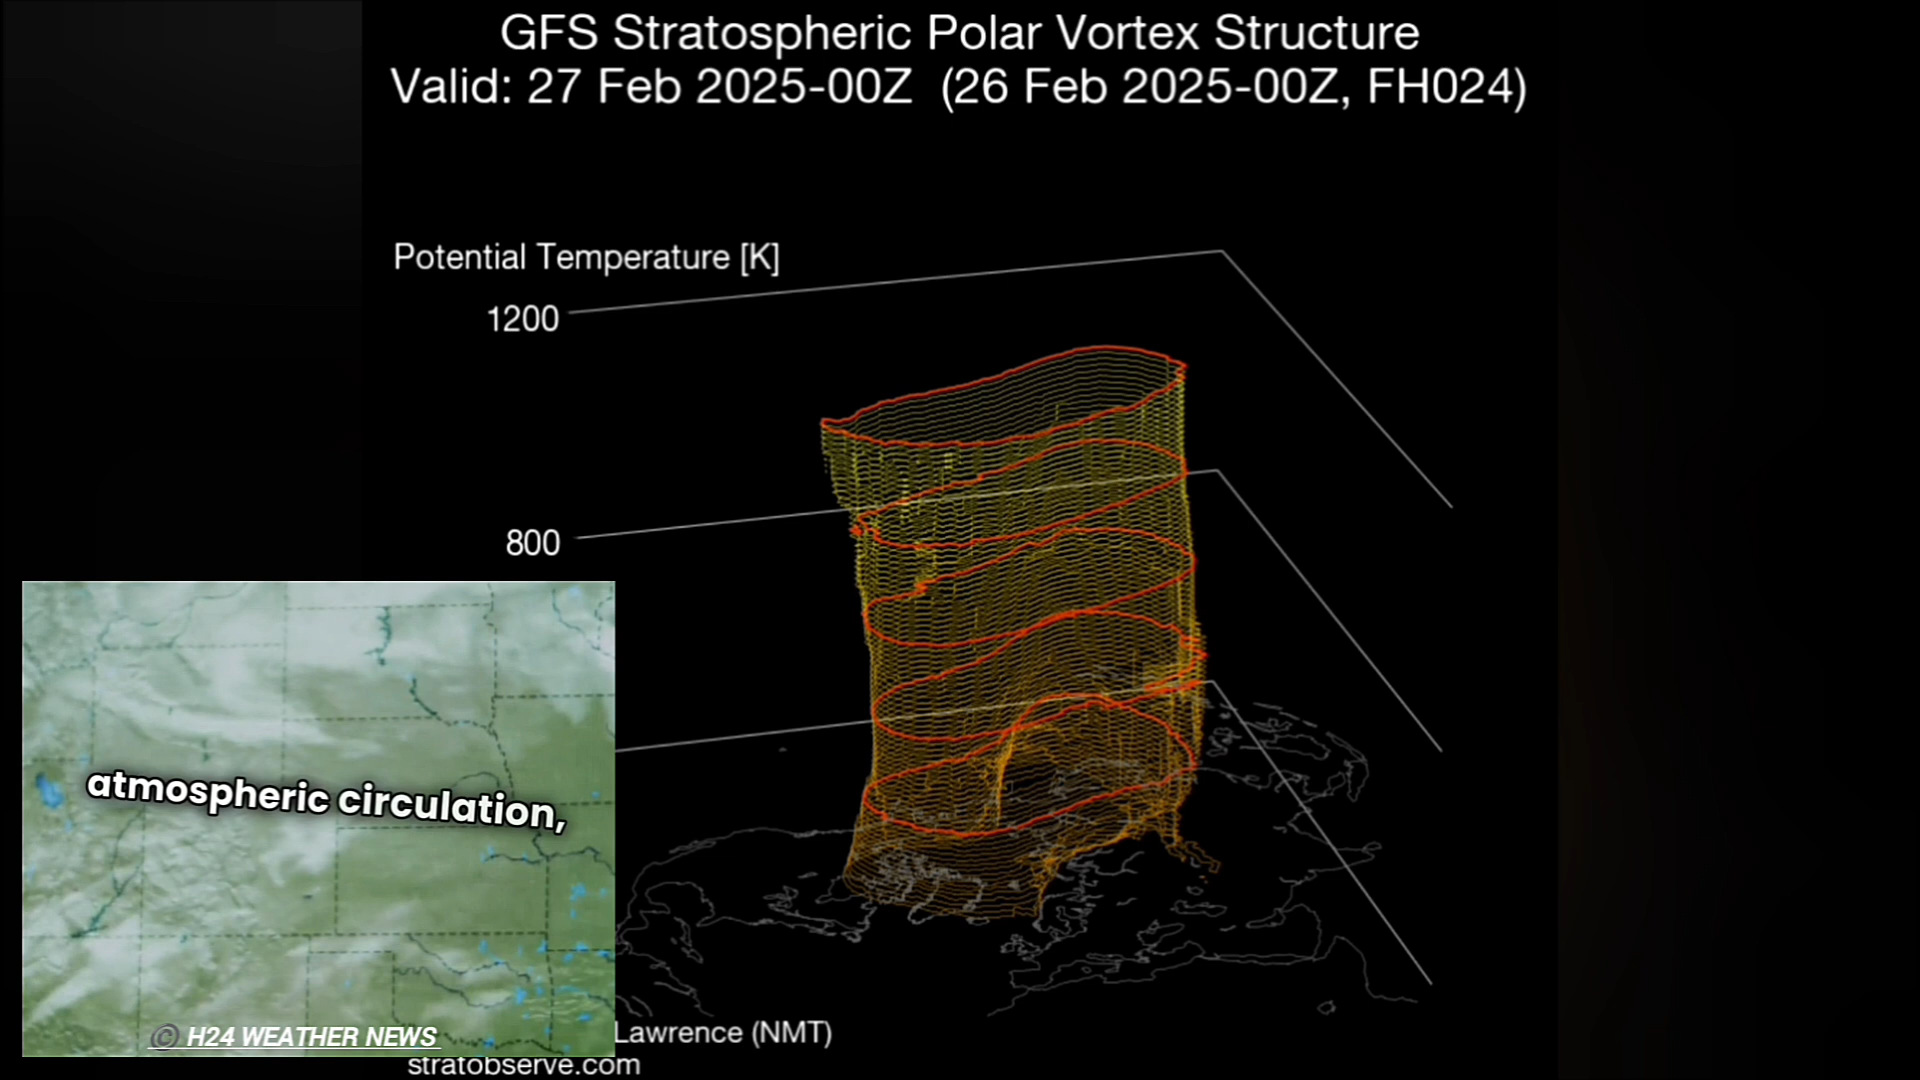 GFS Stratospheric Polar Vortex Structure
Valid: 27 Feb 2025-00Z (26 Feb 2025-00Z, FH024)
Potential Temperature [K]
1200
800
atmospheric circulation,
© H24 WEATHER NEWS
Lawrence (NMT)
stratobserve.com